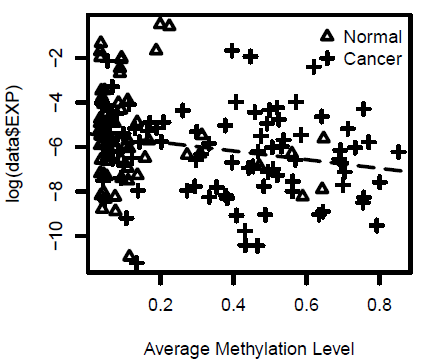 Normal
Cancer
log(data$EXP)
−2
−4
−6
−8
−10
0.2 0.4 0.6 0.8
Average Methylation Level